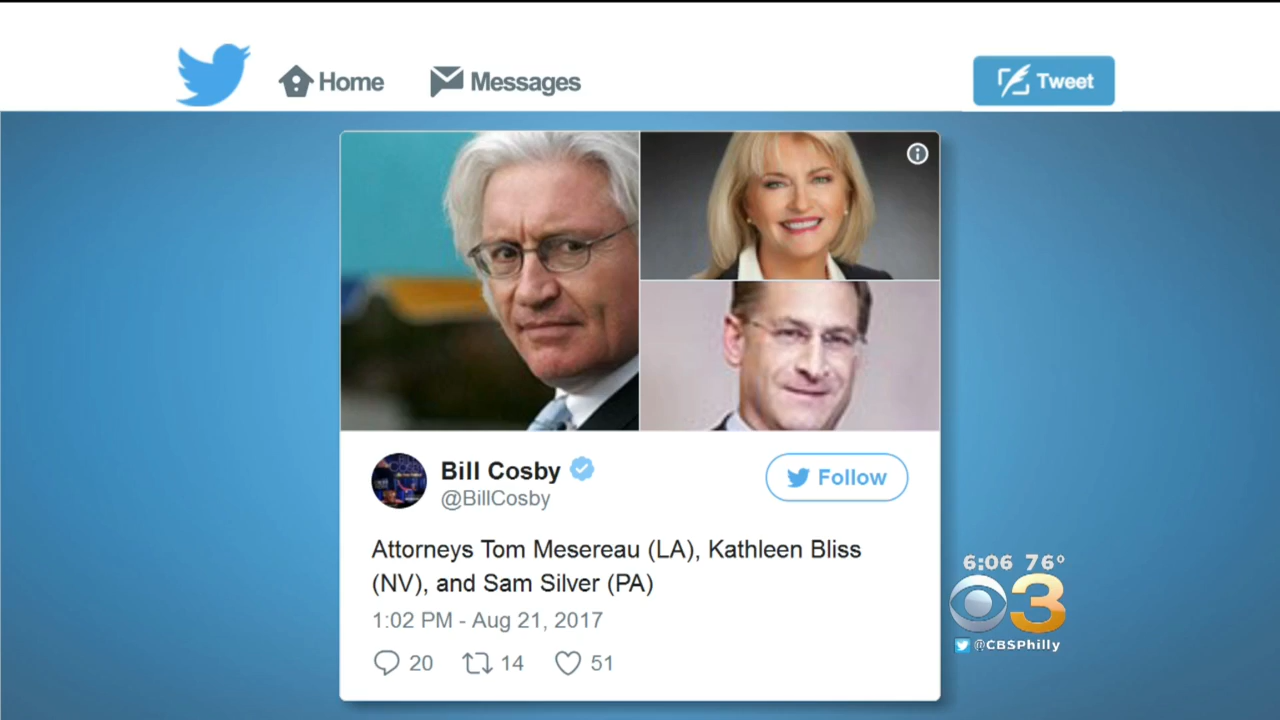 Home
Messages
Tweet
Bill Cosby
@BillCosby
Follow
Attorneys Tom Mesereau (LA), Kathleen Bliss
(NV), and Sam Silver (PA)
1:02 PM - Aug 21, 2017
20
14
51
6:06 76°
3
@CBSPhilly